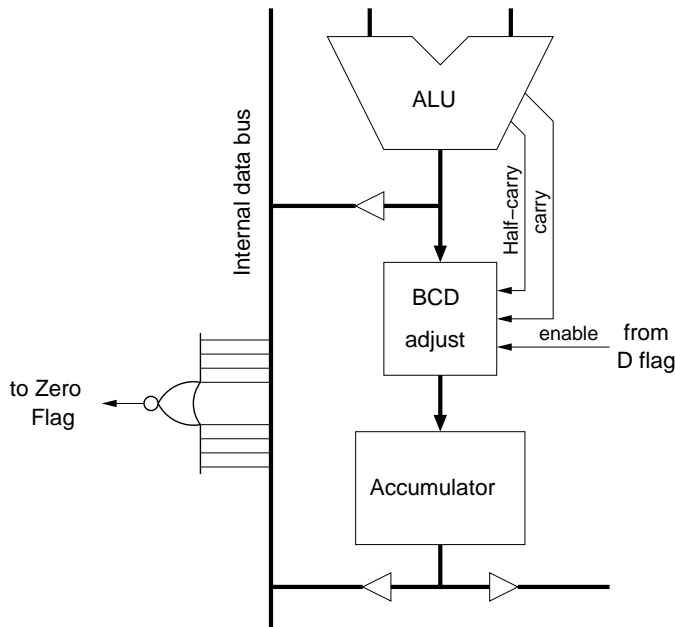 ALU
Internal data bus
Half-carry
carry
BCD
adjust
enable
from
D flag
to Zero
Flag
Accumulator